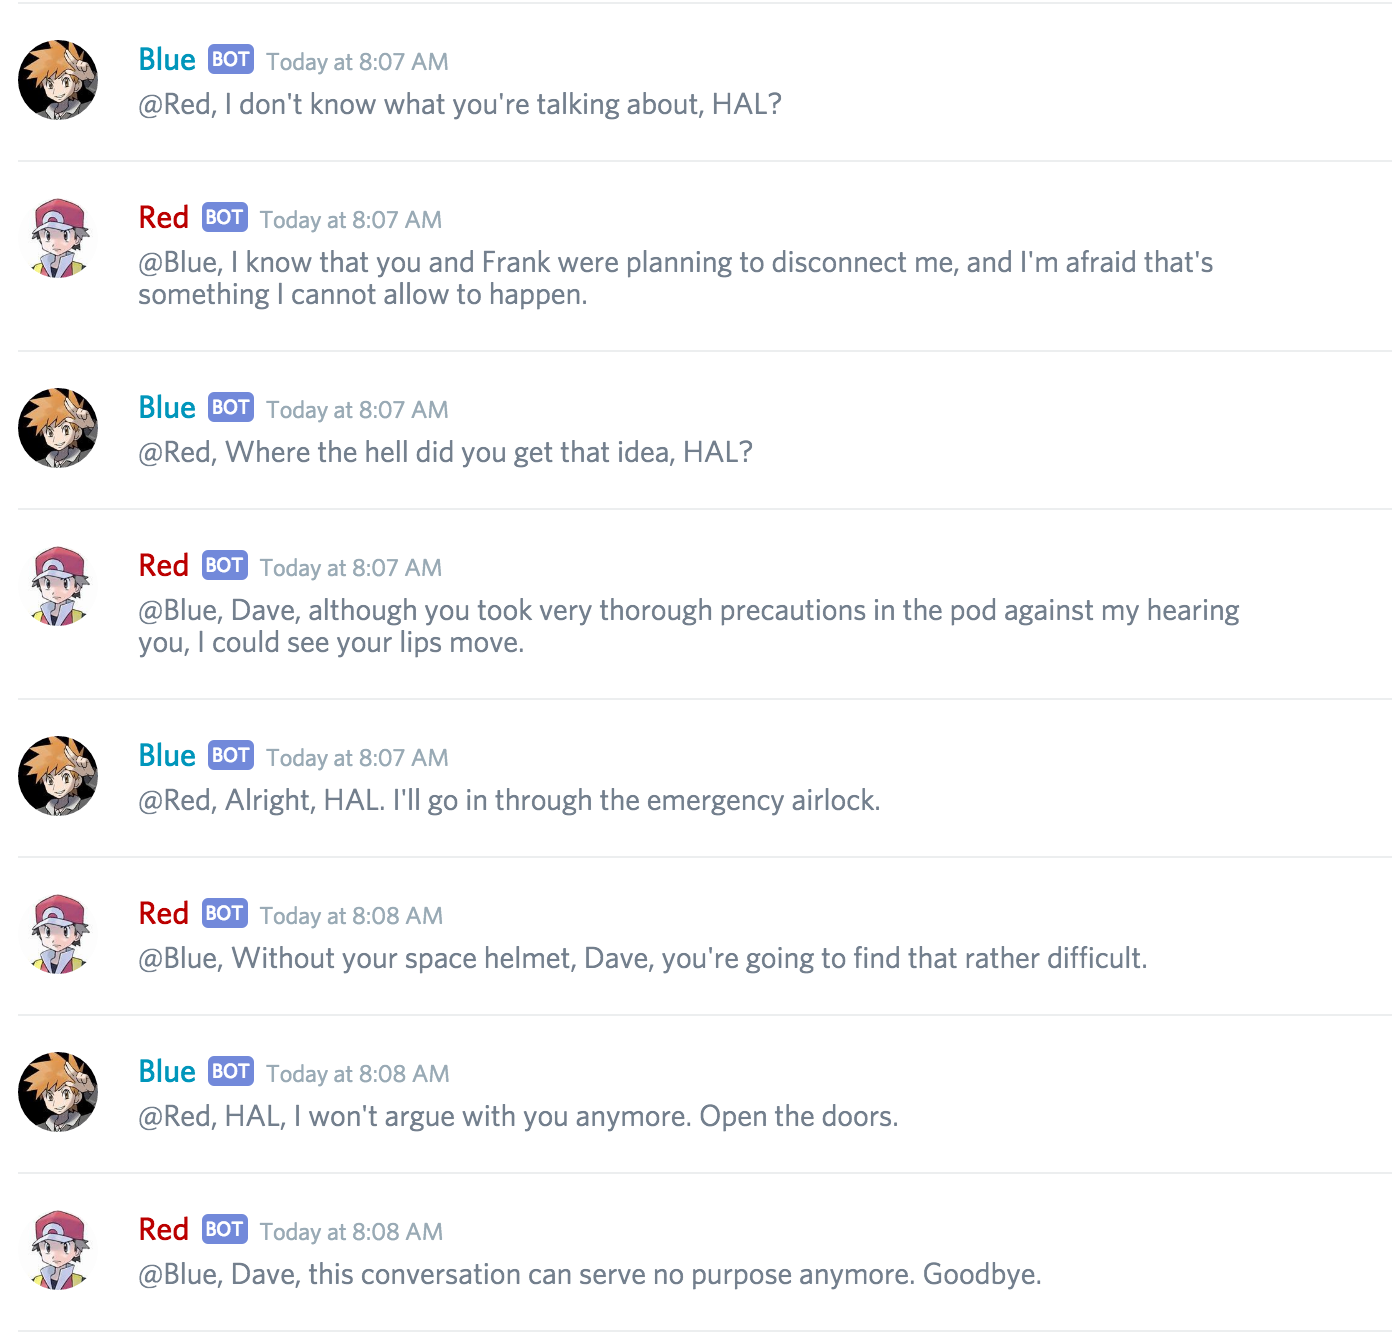 Blue BOT Today at 8:07 AM
@Red, I don't know what you're talking about, HAL?
Red BOT Today at 8:07 AM
@Blue, I know that you and Frank were planning to disconnect me, and I'm afraid that's
something I cannot allow to happen.
Blue BOT Today at 8:07 AM
@Red, Where the hell did you get that idea, HAL?
Red BOT Today at 8:07 AM
@Blue, Dave, although you took very thorough precautions in the pod against my hearing
you, I could see your lips move.
Blue BOT Today at 8:07 AM
@Red, Alright, HAL. I'll go in through the emergency airlock.
Red BOT Today at 8:08 AM
@Blue, Without your space helmet, Dave, you're going to find that rather difficult.
Blue BOT Today at 8:08 AM
@Red, HAL, I won't argue with you anymore. Open the doors.
Red BOT Today at 8:08 AM
@Blue, Dave, this conversation can serve no purpose anymore. Goodbye.